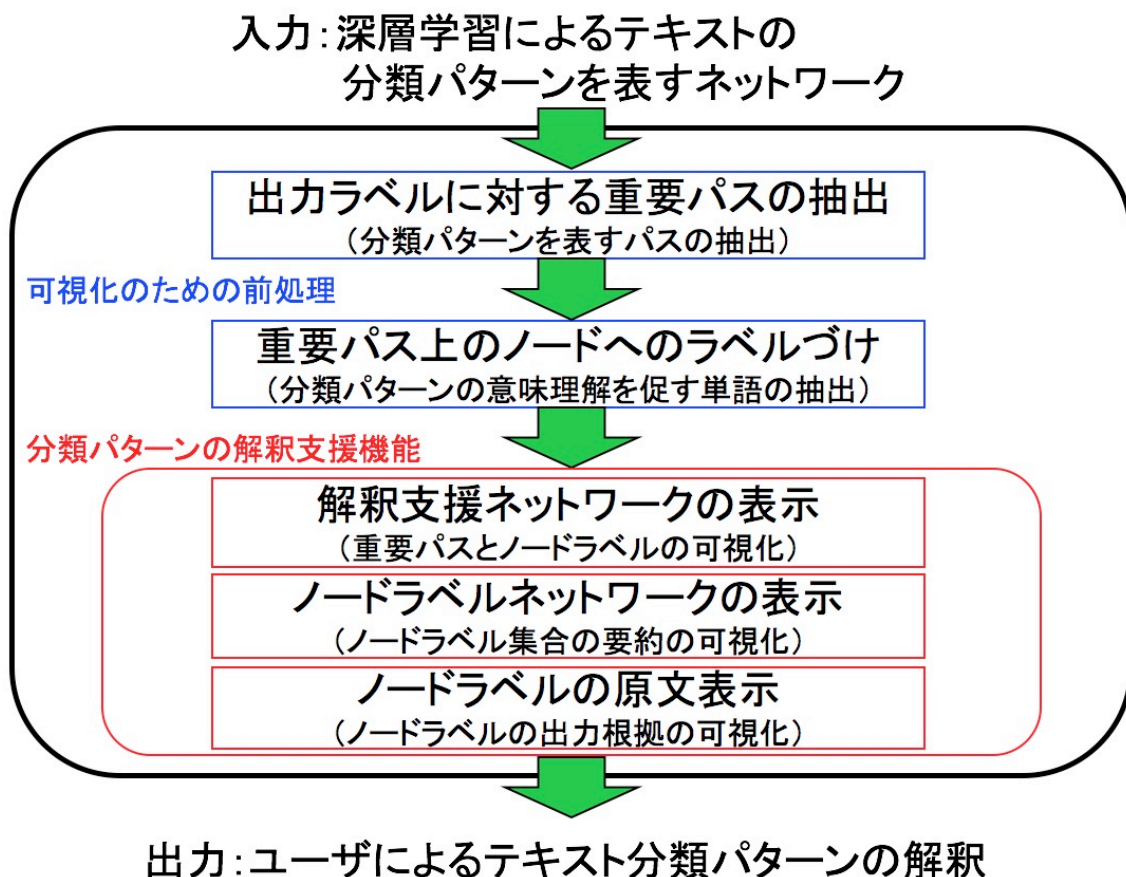 入力:深層学習によるテキストの
分類パターンを表すネットワーク
出力ラベルに対する重要パスの抽出
(分類パターンを表すパスの抽出)
可視化のための前処理
重要パス上のノードへのラベルづけ
(分類パターンの意味理解を促す単語の抽出)
分類パターンの解釈支援機能
解釈支援ネットワークの表示
(重要パスとノードラベルの可視化)
ノードラベルネットワークの表示
(ノードラベル集合の要約の可視化)
ノードラベルの原文表示
(ノードラベルの出力根拠の可視化)
出力:ユーザによるテキスト分類パターンの解釈